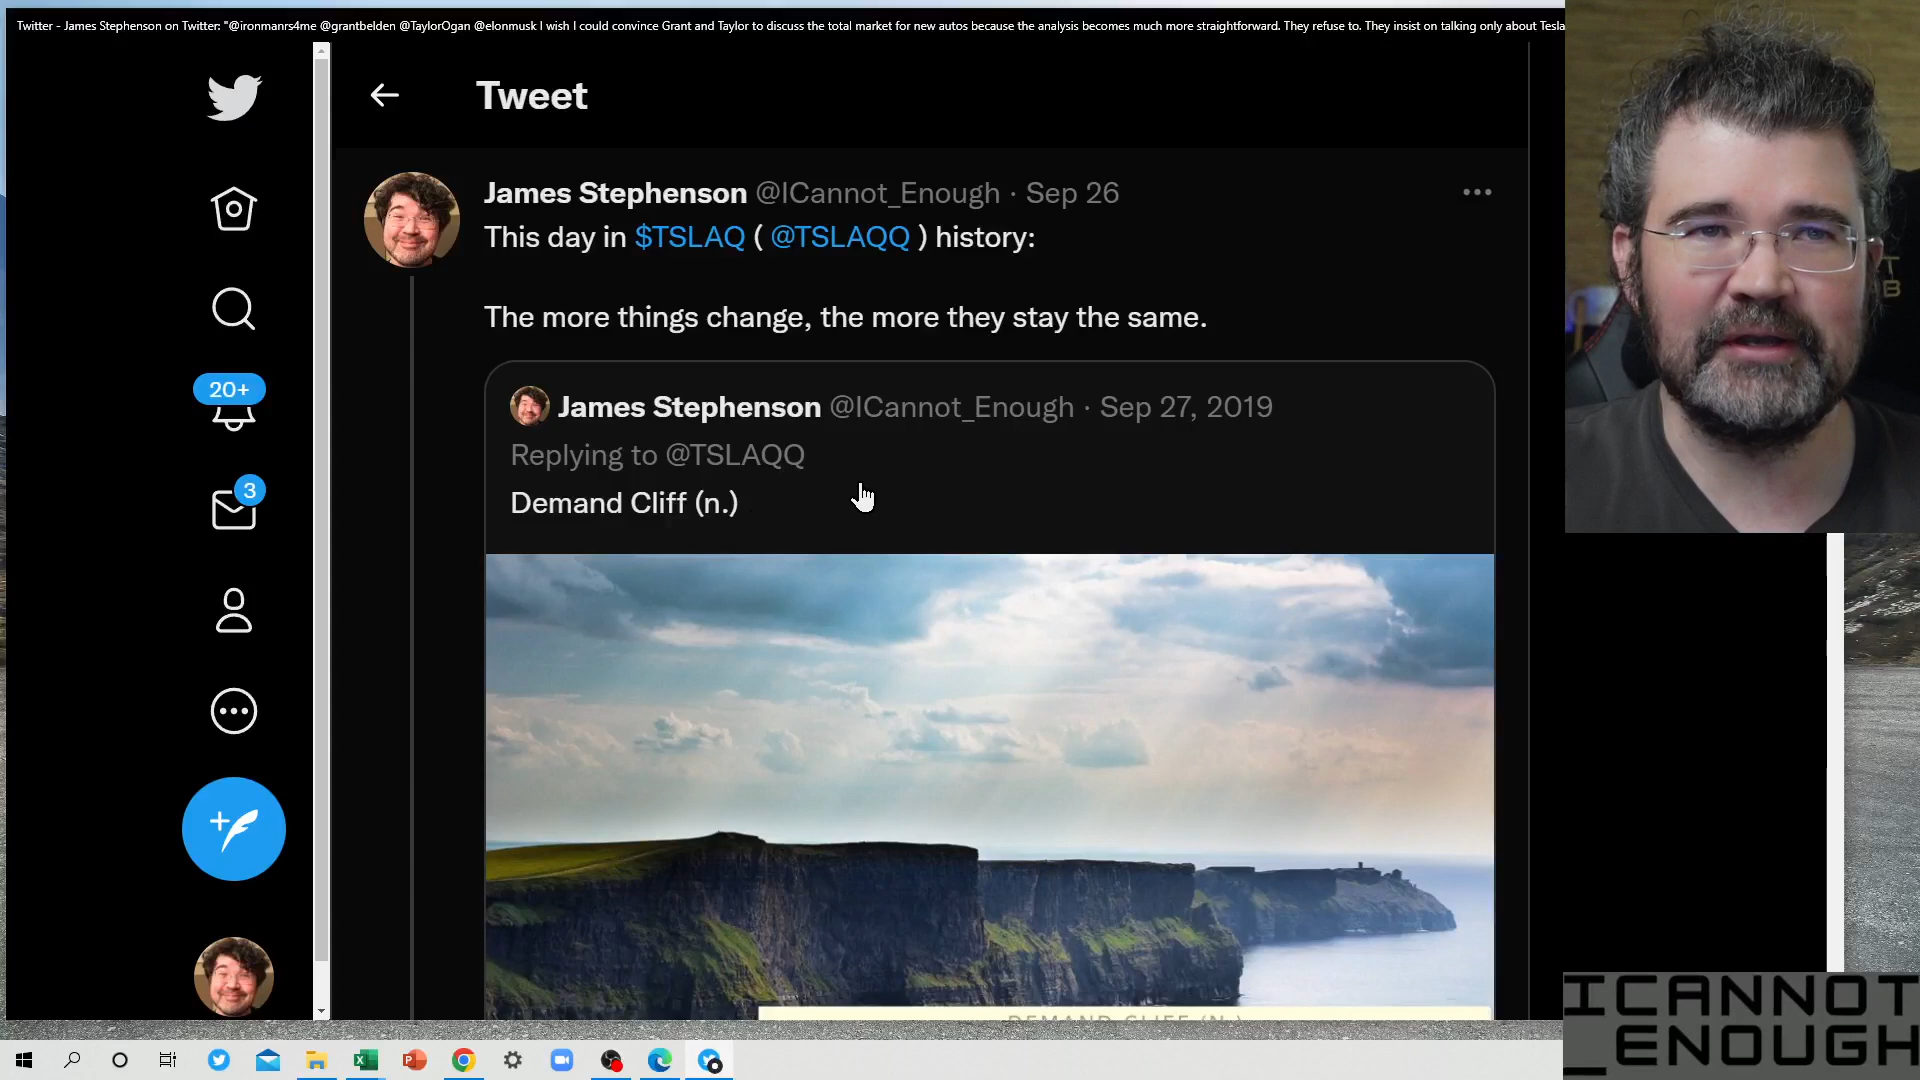 Twitter - James Stephenson on Twitter: "@ironmanrs4me @grantbelden @TaylorOgan @elonmusk I wish I could convince Grant and Taylor to discuss the total market for new autos because the analysis becomes much more straightforward. They refuse to. They insist on talking only about Tesla
Tweet
James Stephenson @ICannot_Enough · Sep 26
This day in $TSLAQ ( @TSLAQQ ) history:
The more things change, the more they stay the same.
20+
James Stephenson @ICannot_Enough · Sep 27, 2019
Replying to @TSLAQQ
3
Demand Cliff (n.)
DEMAND CLIFF (N.)
ICANNOT
_ENOUGH